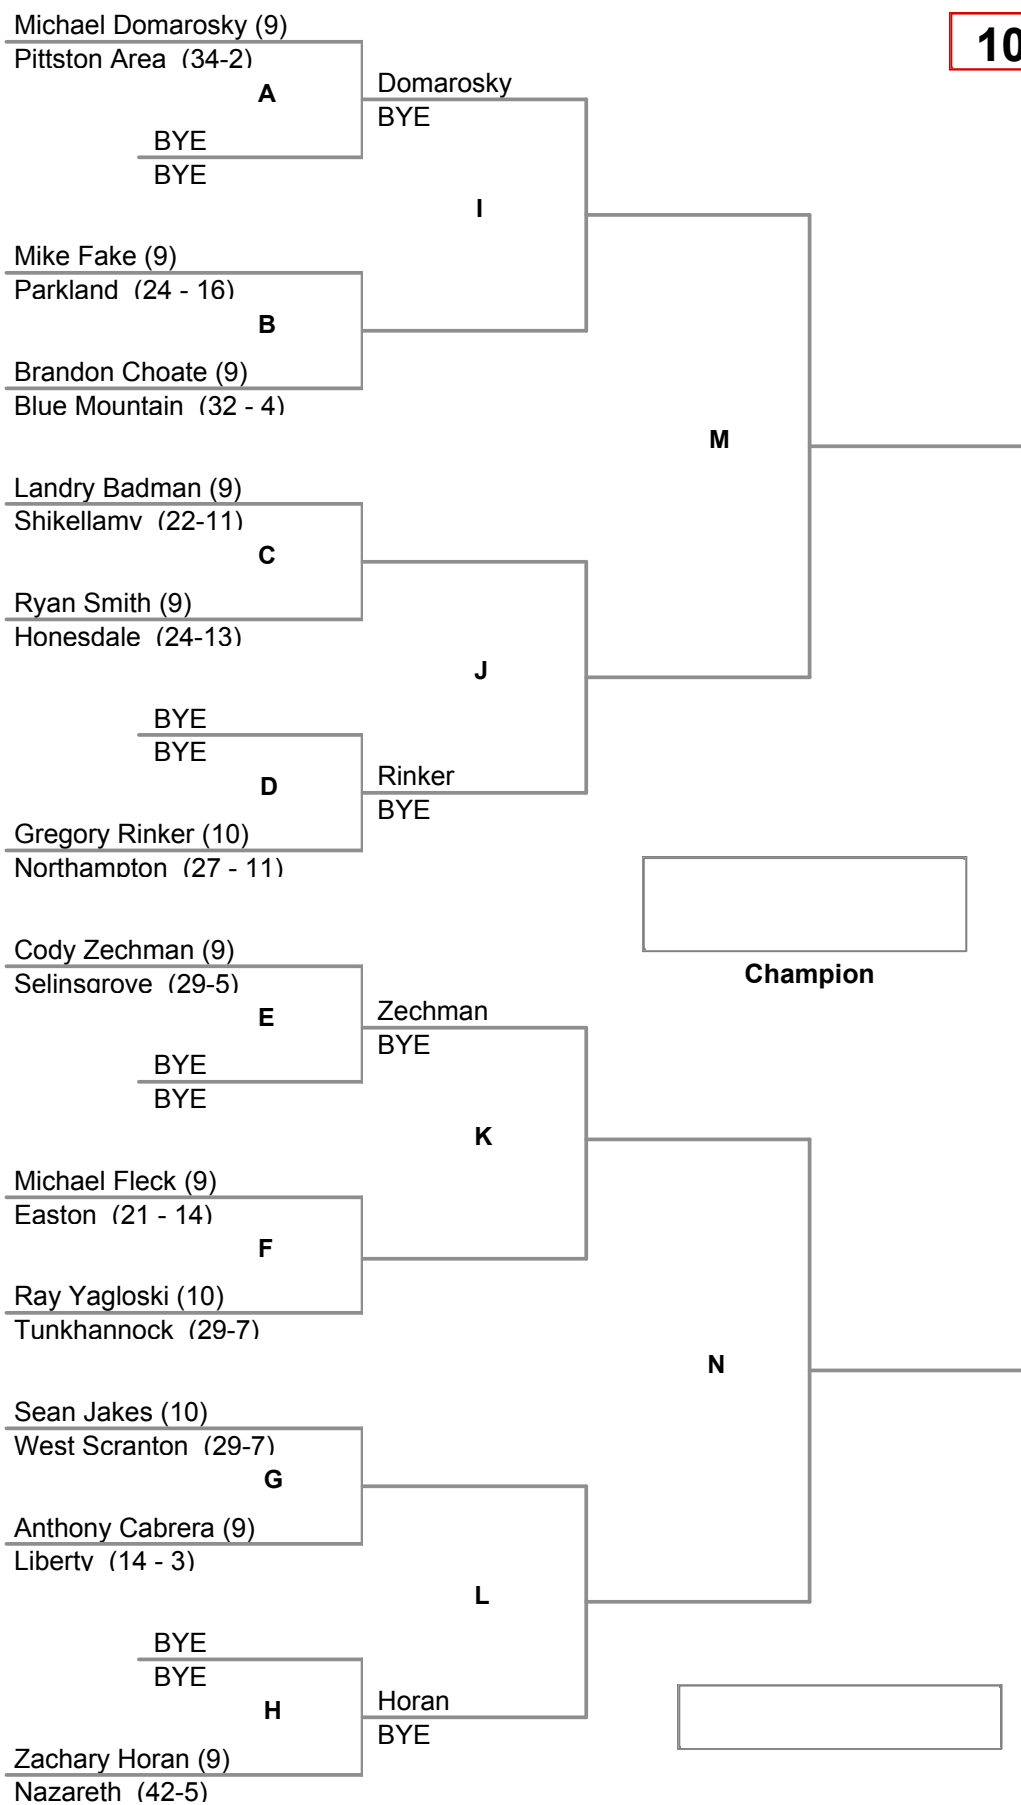 Michael Domarosky (9)
10
Pittston Area (34-2)
Domarosky
A
BYE
BYE
BYE
I
Mike Fake (9)
Parkland (24 - 16)
B
Brandon Choate (9)
Blue Mountain (32 - 4)
M
Landry Badman (9)
Shikellamy (22-11)
C
Ryan Smith (9)
Honesdale (24-13)
J
BYE
BYE
Rinker
D
BYE
Gregory Rinker (10)
Northampton (27 - 11)
Cody Zechman (9)
Champion
Selinsgrove (29-5)
Zechman
E
BYE
BYE
BYE
K
Michael Fleck (9)
Easton (21 - 14)
F
Ray Yagloski (10)
Tunkhannock (29-7)
N
Sean Jakes (10)
West Scranton (29-7)
G
Anthony Cabrera (9)
Liberty (14 - 3)
L
BYE
BYE
Horan
H
BYE
Zachary Horan (9)
Nazareth (42-5)